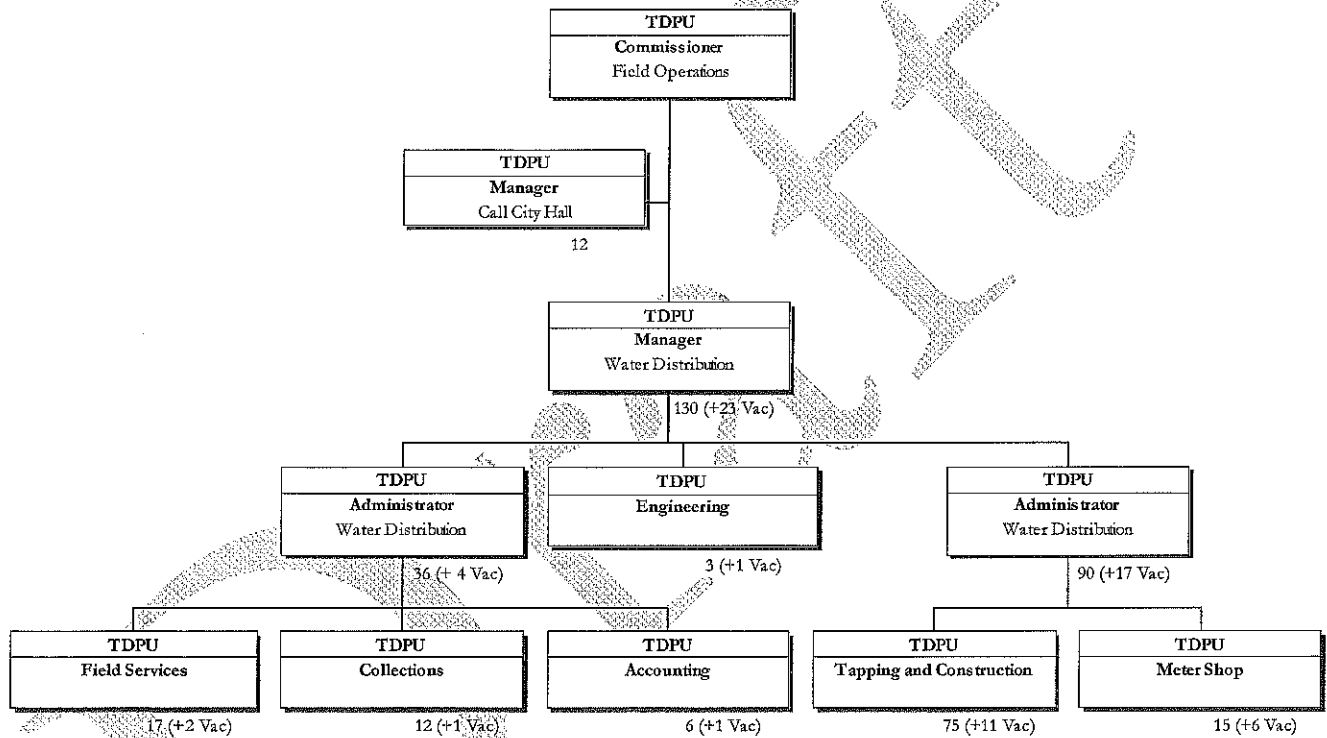 TDPU
Commissioner
Field Operations
TDPU
Manager
Call City Hall
12
TDPU
Manager
Water Distribution
130 (+23 Vac)
TDPU
Administrator
Water Distribution
36 (+ 4 Vac)
TDPU
Engineering
3 (+1 Vac)
TDPU
Administrator
Water Distribution
90 (+17 Vac)
TDPU
Field Services
17 (+2 Vac)
TDPU
Collections
12 (+1 Vac)
TDPU
Accounting
6 (+1 Vac)
TDPU
Tapping and Construction
75 (+11 Vac)
TDPU
Meter Shop
15 (+6 Vac)